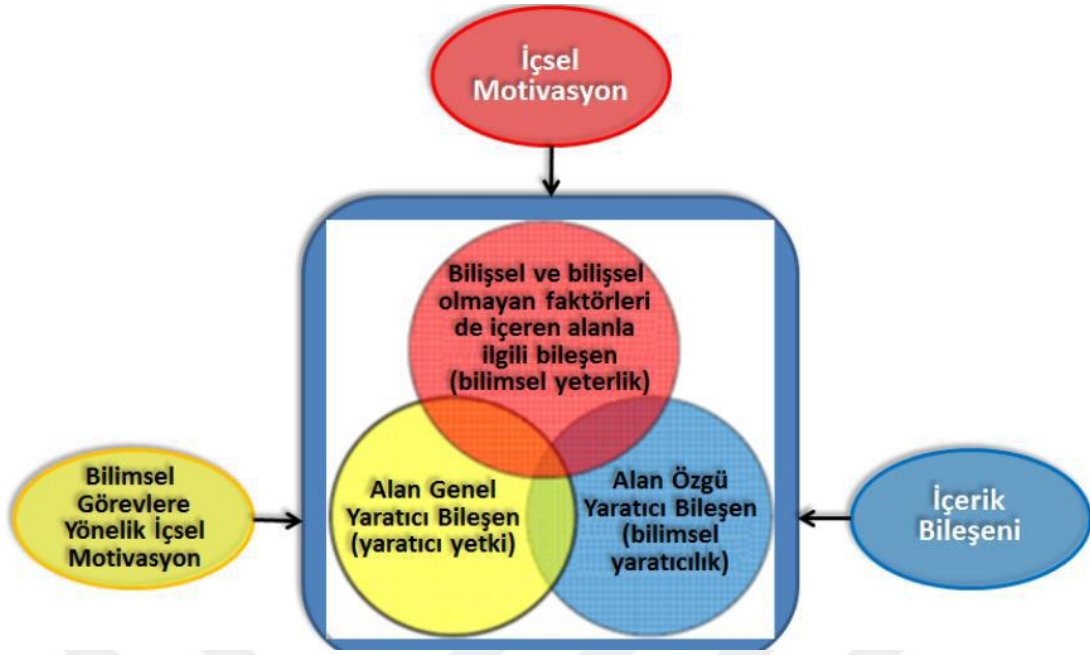 İçsel
Motivasyon
Bilişsel ve bilişsel
olmayan faktörleri
de içeren alanla
ilgili bileşen
(bilimsel yeterlik)
Bilimsel
Görevlere
Yönelik İçsel
Motivasyon
Alan Genel
Yaratıcı Bileşen
(yaratıcı yetki)
Alan Özgü
Yaratıcı Bileşen
(bilimsel
yaratıcılık)
İçerik
Bileşeni